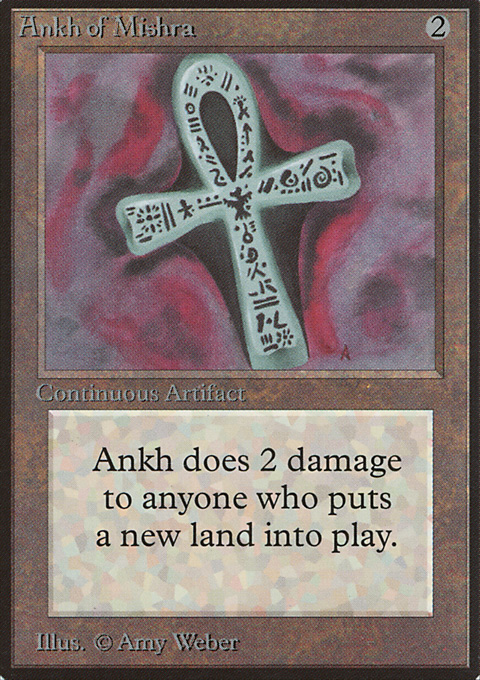 Ankh of Mishra 2
Continuous Artifact
Ankh does 2 damage
to anyone who puts
a new land into play.
Illus. © Amy Weber